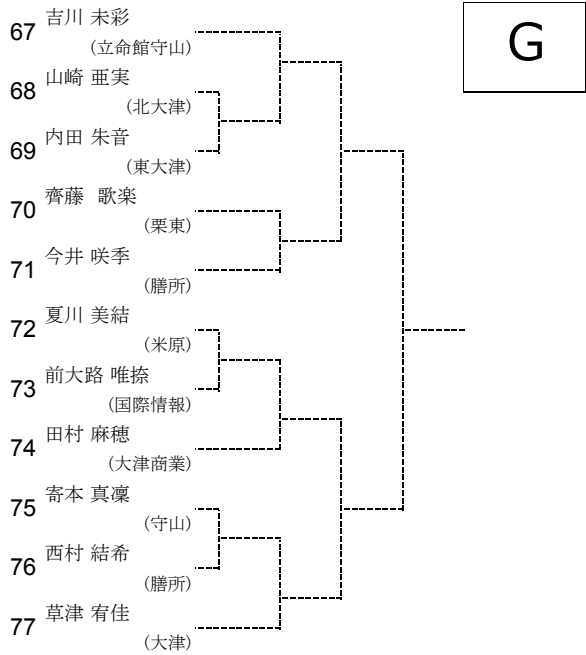 G
67 吉川 未彩
(立命館守山)
68 山崎 亜実
(北大津)
69 内田 朱音
(東大津)
70 齊藤 歌楽
(栗東)
71 今井 咲季
(膳所)
72 夏川 美結
(米原)
73 前大路 唯捺
(国際情報)
74 田村 麻穂
(大津商業)
75 寄本 真凜
(守山)
76 西村 結希
(膳所)
77 草津 宥佳
(大津)